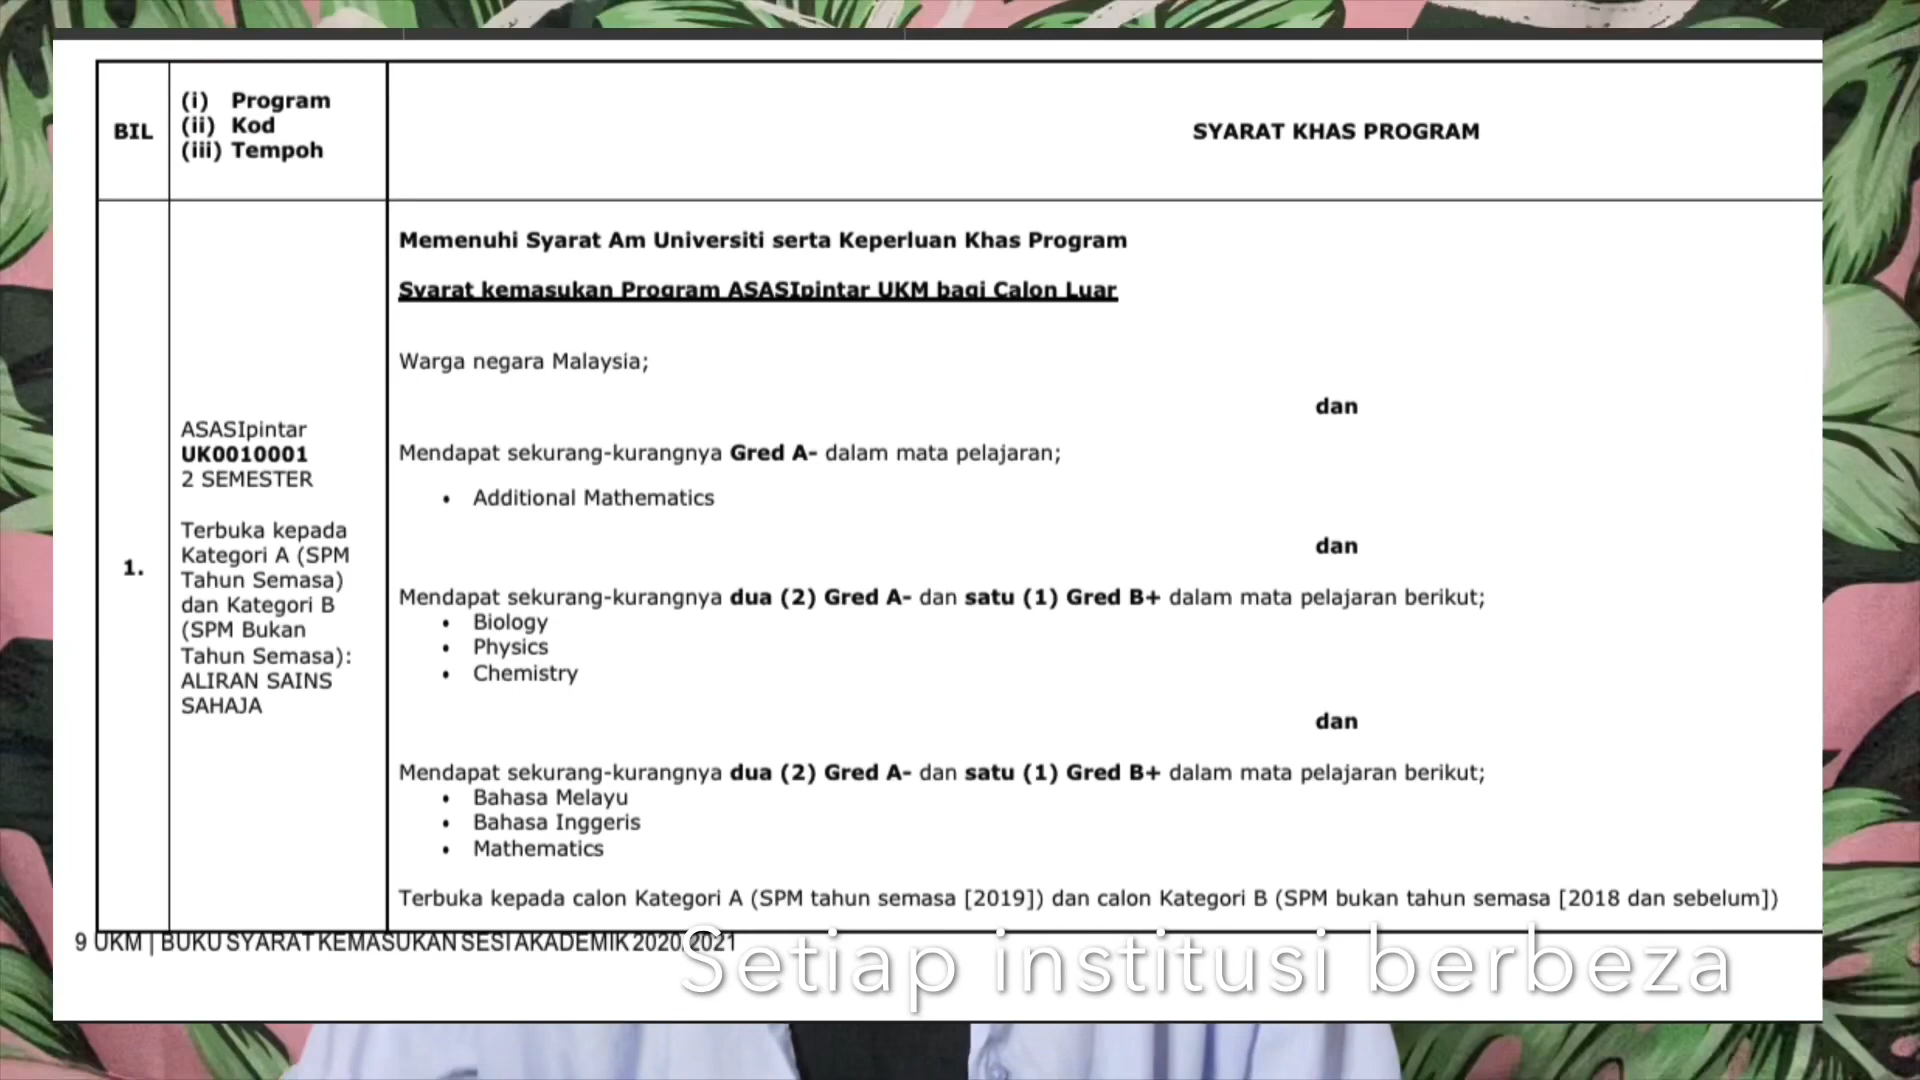 BIL
(i) Program
(ii) Kod
(iii) Tempoh
SYARAT KHAS PROGRAM
1.
ASASIpintar
UK0010001
2 SEMESTER
Terbuka kepada
Kategori A (SPM
Tahun Semasa)
dan Kategori B
(SPM Bukan
Tahun Semasa):
ALIRAN SAINS
SAHAJA
Memenuhi Syarat Am Universiti serta Keperluan Khas Program
Syarat kemasukan Program ASASIpintar UKM bagi Calon Luar
Warga negara Malaysia;
dan
Mendapat sekurang-kurangnya Gred A- dalam mata pelajaran;
• Additional Mathematics
dan
Mendapat sekurang-kurangnya dua (2) Gred A- dan satu (1) Gred B+ dalam mata pelajaran berikut;
• Biology
• Physics
• Chemistry
dan
Mendapat sekurang-kurangnya dua (2) Gred A- dan satu (1) Gred B+ dalam mata pelajaran berikut;
• Bahasa Melayu
• Bahasa Inggeris
• Mathematics
Terbuka kepada calon Kategori A (SPM tahun semasa [2019]) dan calon Kategori B (SPM bukan tahun semasa [2018 dan sebelum])
9 UKM | BUKU SYARAT KEMASUKAN SESI AKADEMIK 2020/2021
Setiap institusi berbeza